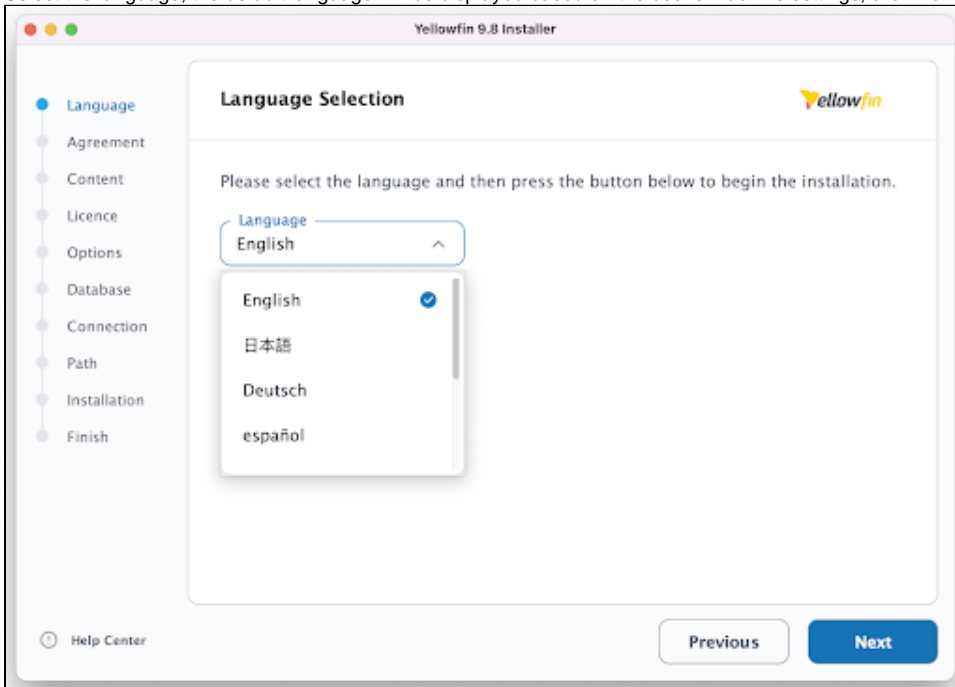 Yellowfin 9.8 Installer
Language
Agreement
Content
Licence
Options
Database
Connection
Path
Installation
Finish
Language Selection
Yellowfin
Please select the language and then press the button below to begin the installation.
Language
English
English
日本語
Deutsch
español
Help Center
Previous
Next